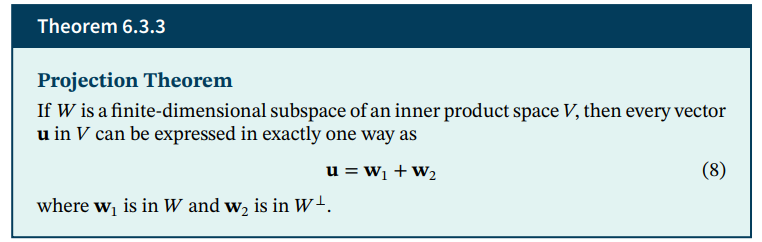 Theorem 6.3.3
Projection Theorem
If W is a finite-dimensional subspace of an inner product space V, then every vector
u in V can be expressed in exactly one way as
u = w₁ + w₂ (8)
where w₁ is in W and w₂ is in W⊥.